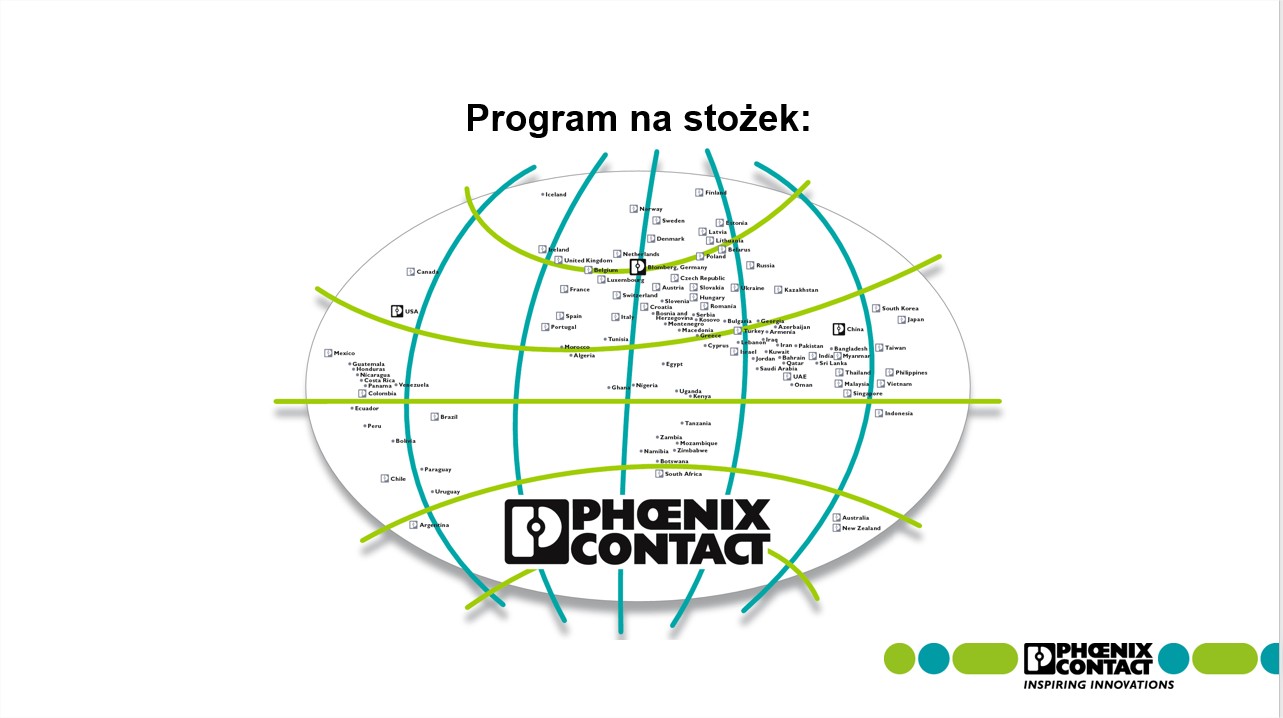 Program na stożek:
Iceland
Finland
Norway
Sweden
Estonia
Latvia
Denmark
Lithuania
Ireland
Belarus
Netherlands
Poland
United Kingdom
Belgium
Blomberg, Germany
Russia
Canada
Luxembourg
Czech Republic
France
Austria
Slovakia
Ukraine
Kazakhstan
Switzerland
Hungary
Slovenia
Croatia
Romania
USA
South Korea
Spain
Italy
Bosnia and
Herzegovina
Serbia
Kosovo
Bulgaria
Georgia
Japan
Portugal
Montenegro
Macedonia
Turkey
Azerbaijan
Armenia
China
Greece
Tunisia
Morocco
Cyprus
Lebanon
Iraq
Iran
Pakistan
Bangladesh
Taiwan
Mexico
Algeria
Israel
Kuwait
India
Myanmar
Jordan
Bahrain
Guatemala
Egypt
Qatar
Sri Lanka
Honduras
Saudi Arabia
Nicaragua
UAE
Thailand
Philippines
Costa Rica
Panama
Venezuela
Ghana
Nigeria
Oman
Malaysia
Vietnam
Colombia
Uganda
Kenya
Singapore
Ecuador
Brazil
Indonesia
Peru
Tanzania
Bolivia
Zambia
Mozambique
Namibia
Zimbabwe
Botswana
Paraguay
South Africa
Chile
Uruguay
Argentina
Australia
New Zealand
PHŒNIX
CONTACT
PHŒNIX
CONTACT
INSPIRING INNOVATIONS